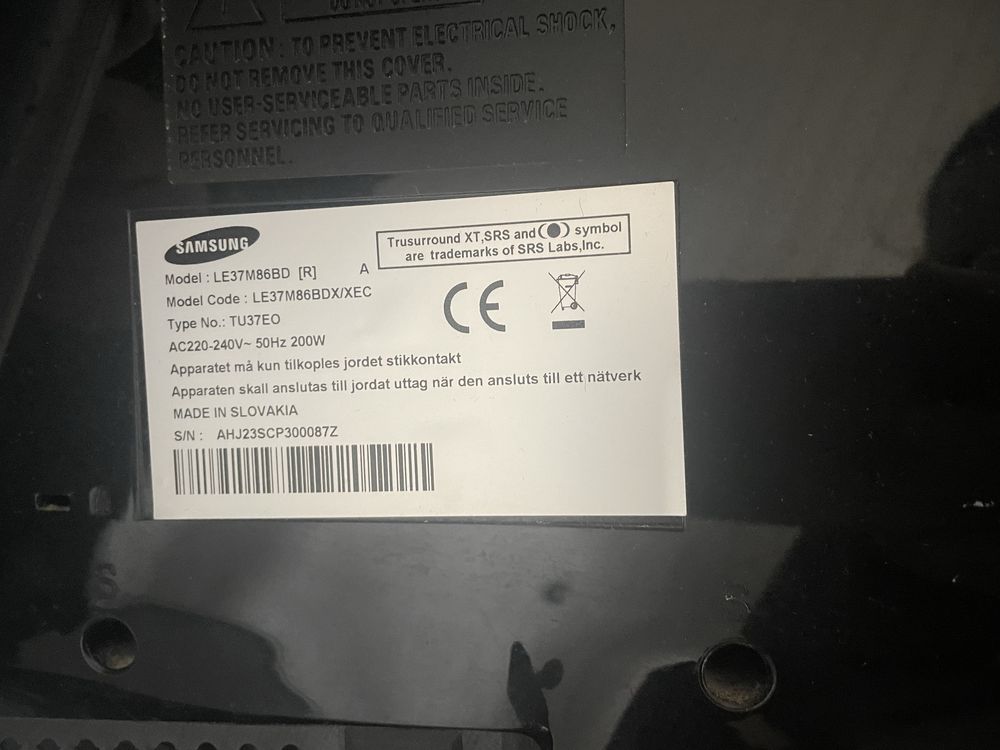 CAUTION: TO PREVENT ELECTRICAL SHOCK,
DO NOT REMOVE THIS COVER.
NO USER-SERVICEABLE PARTS INSIDE.
REFER SERVICING TO QUALIFIED SERVICE
PERSONNEL.
SAMSUNG
Trusurround XT,SRS and symbol
are trademarks of SRS Labs,Inc.
Model : LE37M86BD [R] A
Model Code : LE37M86BDX/XEC
Type No.: TU37EO
AC220-240V~ 50Hz 200W
Apparatet må kun tilkoples jordet stikkontakt
Apparaten skall anslutas till jordat uttag när den ansluts till ett nätverk
MADE IN SLOVAKIA
S/N : AHJ23SCP300087Z
CE